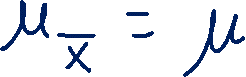 μ_x̄ = μ